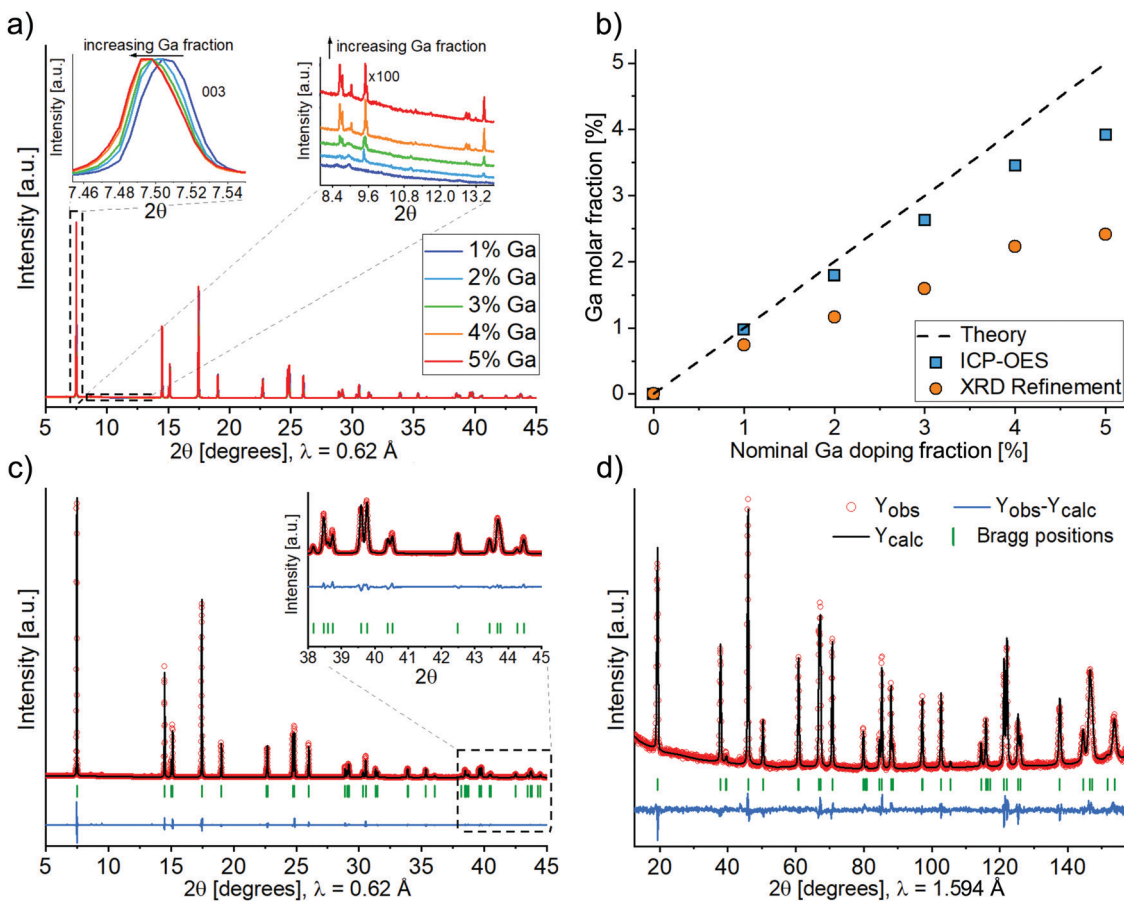 a)
increasing Ga fraction
003
Intensity [a.u.]
7.46 7.48 7.50 7.52 7.54
2θ
increasing Ga fraction
x100
Intensity [a.u.]
8.4 9.6 10.8 12.0 13.2
2θ
1% Ga
2% Ga
3% Ga
4% Ga
5% Ga
Intensity [a.u.]
5 10 15 20 25 30 35 40 45
2θ [degrees], λ = 0.62 Å
b)
Ga molar fraction [%]
5
4
3
2
1
0
Theory
ICP-OES
XRD Refinement
0 1 2 3 4 5
Nominal Ga doping fraction [%]
c)
Intensity [a.u.]
Intensity [a.u.]
38 39 40 41 42 43 44 45
2θ
5 10 15 20 25 30 35 40 45
2θ [degrees], λ = 0.62 Å
d)
Yobs
Yobs-Ycalc
Ycalc
Bragg positions
Intensity [a.u.]
20 40 60 80 100 120 140
2θ [degrees], λ = 1.594 Å